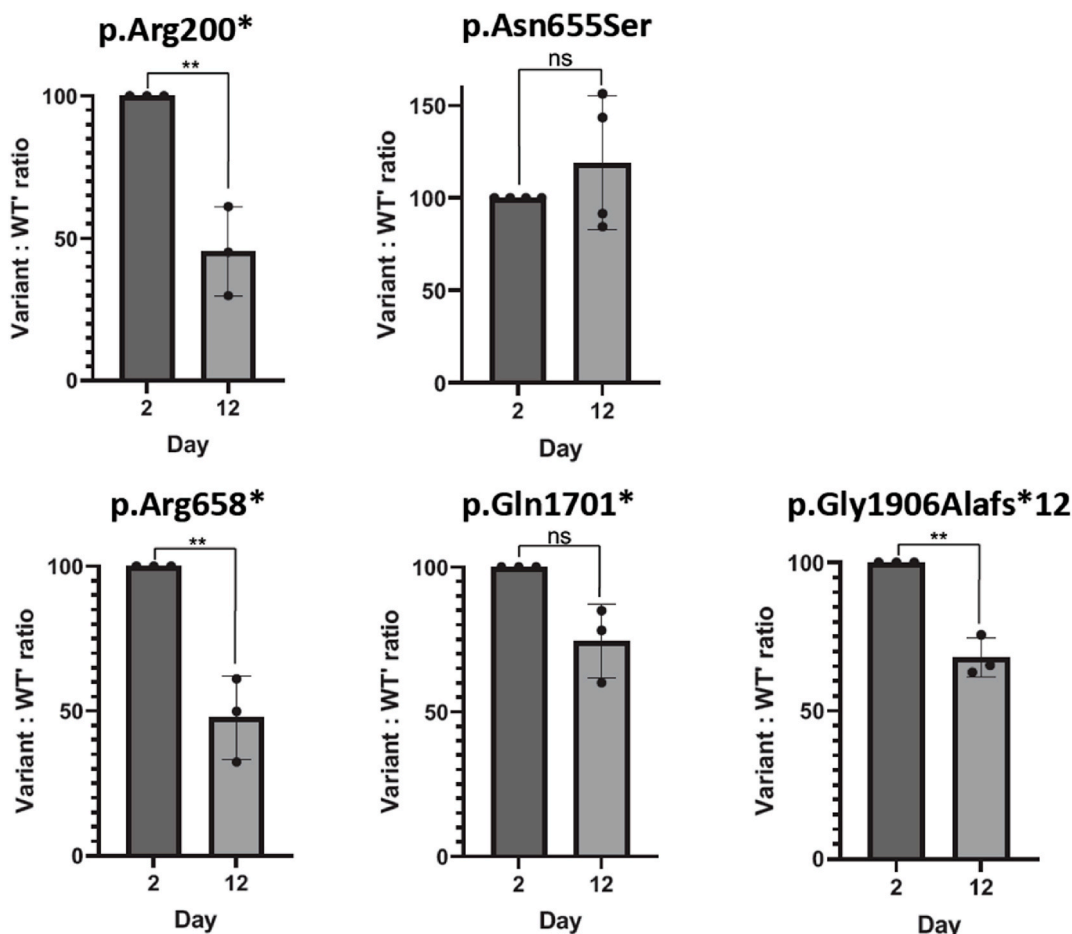 p.Arg200*
**
100
50
0
Variant : WT' ratio
2 12
Day
p.Asn655Ser
ns
150
100
50
0
Variant : WT' ratio
2 12
Day
p.Arg658*
**
100
50
0
Variant : WT' ratio
2 12
Day
p.Gln1701*
ns
100
50
0
Variant : WT' ratio
2 12
Day
p.Gly1906Alafs*12
**
100
50
0
Variant : WT' ratio
2 12
Day